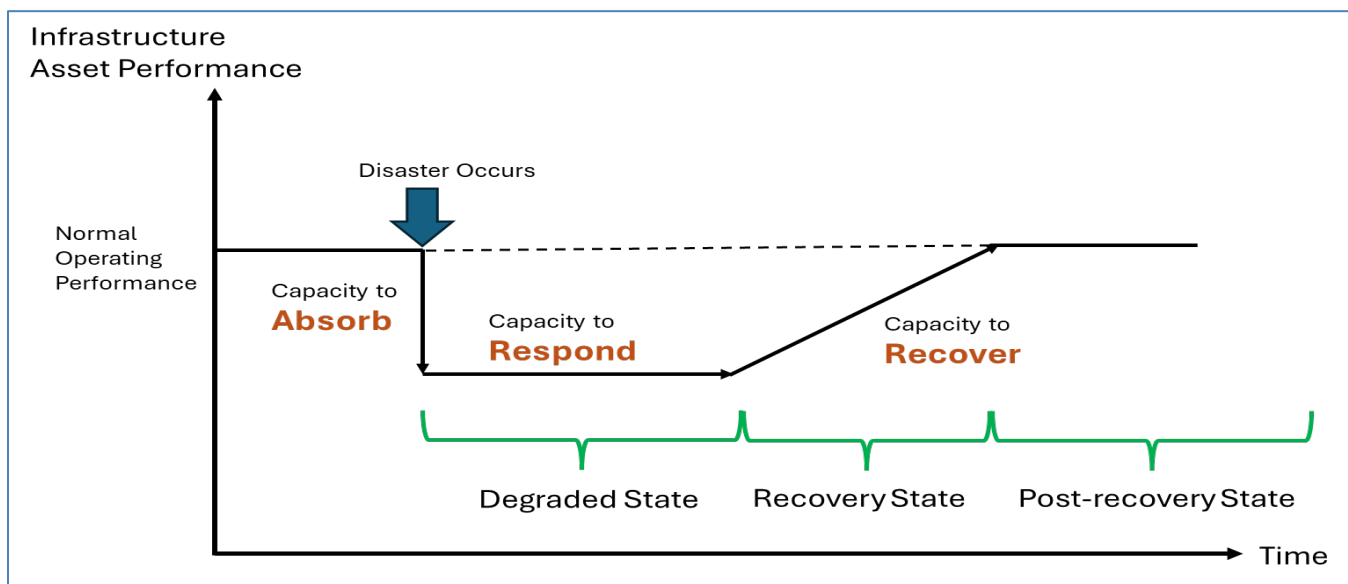 Infrastructure
Asset Performance
Disaster Occurs
Normal
Operating
Performance
Capacity to
Absorb
Capacity to
Respond
Capacity to
Recover
Degraded State
Recovery State
Post-recovery State
Time